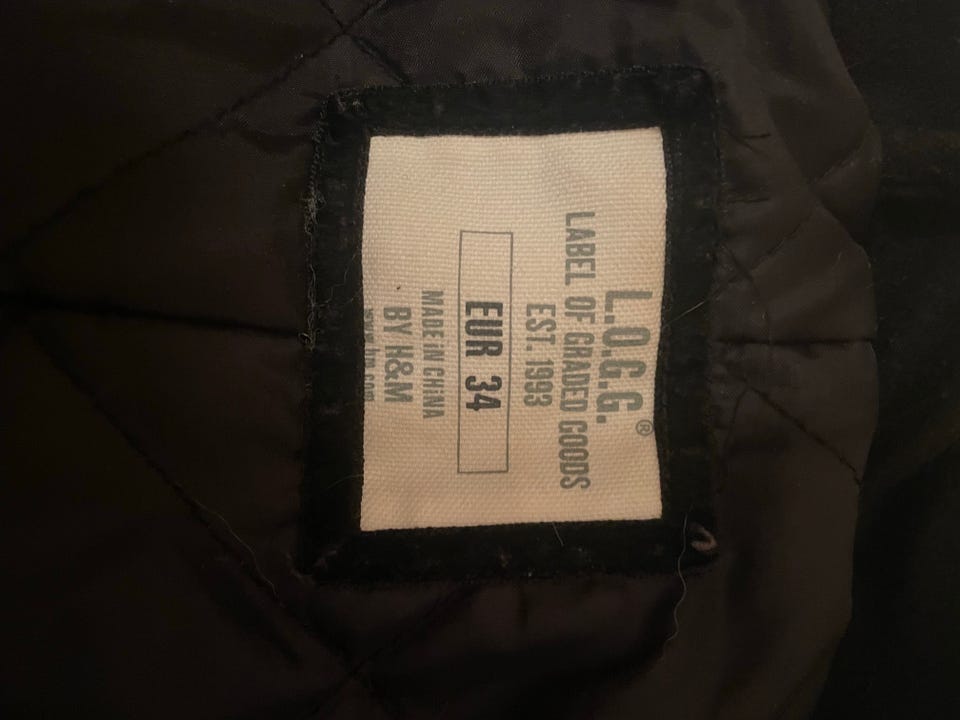 L.O.G.G.®
LABEL OF GRADED GOODS
EST. 1993
EUR 34
MADE IN CHINA
BY H&M